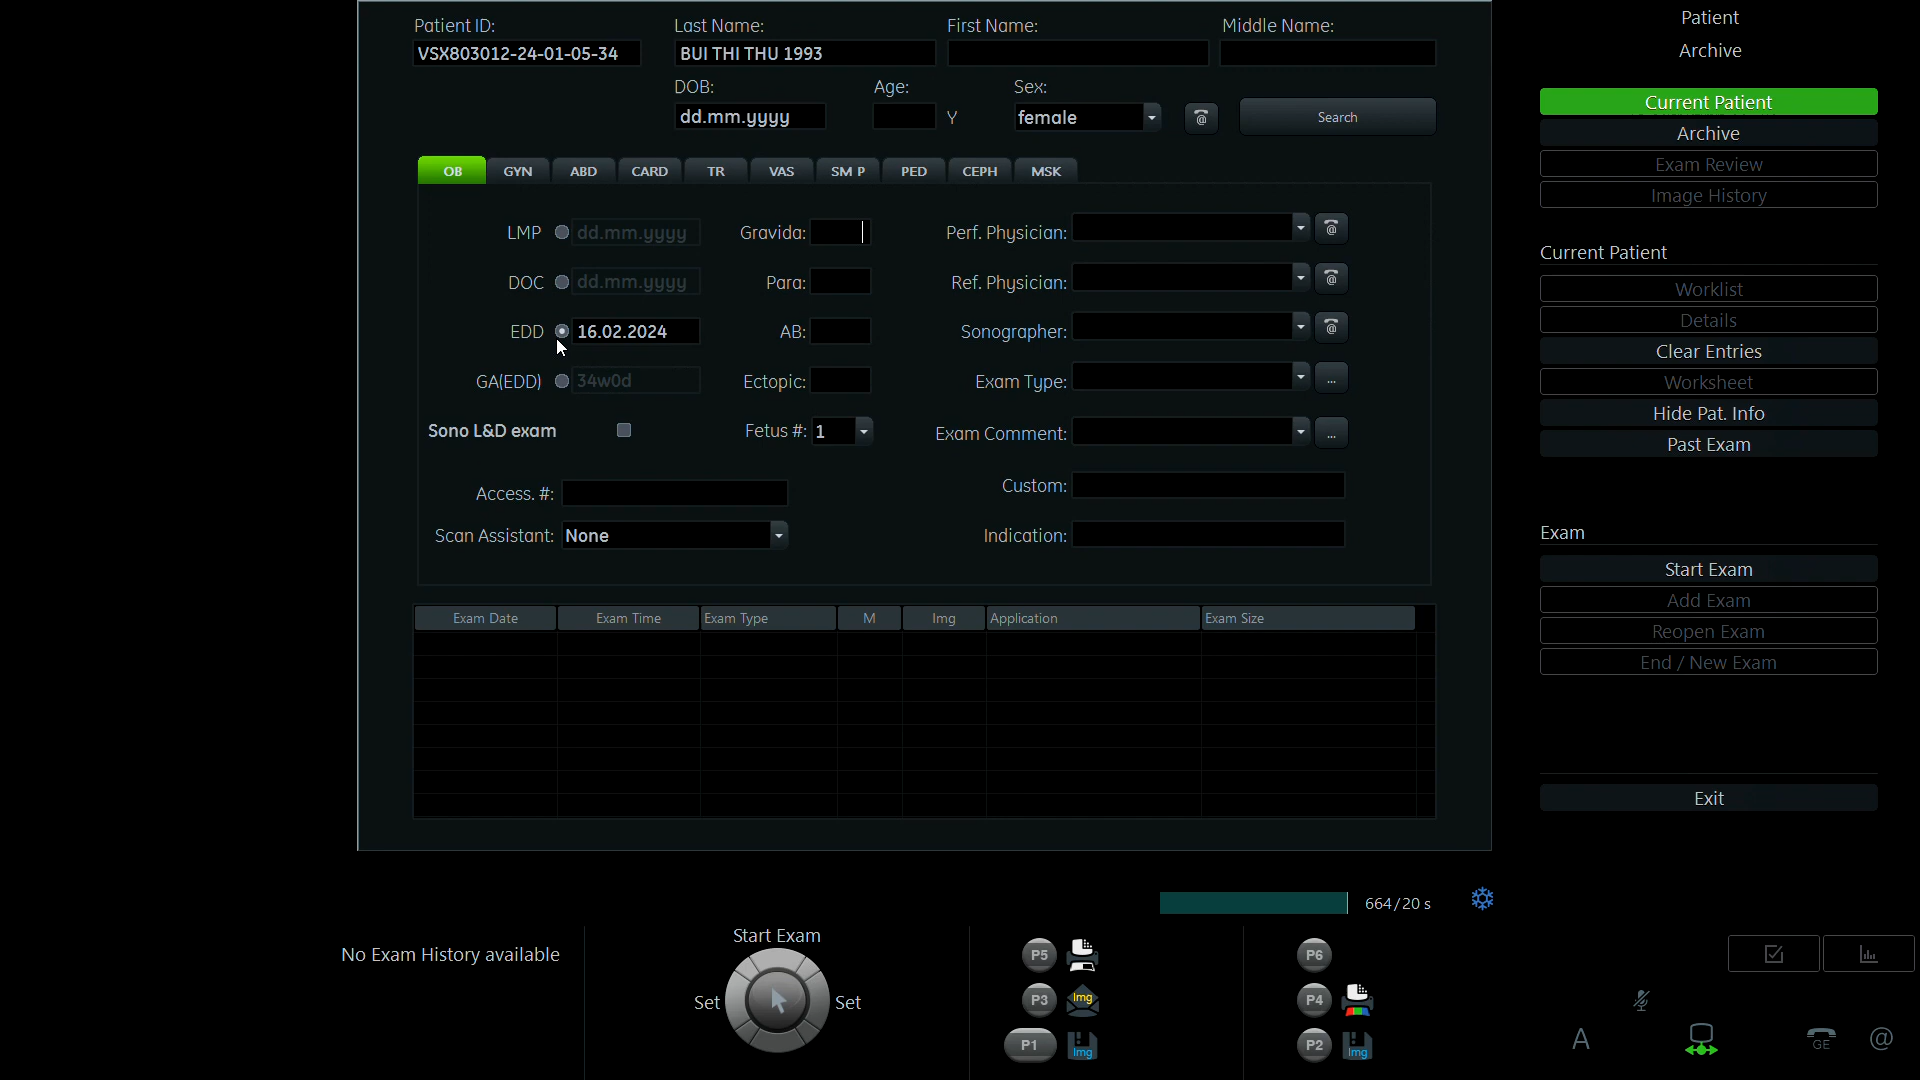 Patient ID: Last Name: First Name: Middle Name:
VSX803012-24-01-05-34 BUI THI THU 1993
DOB: Age: Sex:
dd.mm.yyyy Y female @ Search
OB GYN ABD CARD TR VAS SM P PED CEPH MSK
LMP dd.mm.yyyy Gravida: Perf. Physician: @
DOC dd.mm.yyyy Para: Ref. Physician: @
EDD 16.02.2024 AB: Sonographer: @
GA(EDD) 34w0d Ectopic: Exam Type: ...
Sono L&D exam Fetus #: 1 Exam Comment: ...
Access. #: Custom:
Scan Assistant: None Indication:
Exam Date Exam Time Exam Type M Img Application Exam Size
Patient
Archive
Current Patient
Archive
Exam Review
Image History
Current Patient
Worklist
Details
Clear Entries
Worksheet
Hide Pat. Info
Past Exam
Exam
Start Exam
Add Exam
Reopen Exam
End / New Exam
Exit
664/20 s
No Exam History available
Start Exam
Set Set
P5 P6
P3 Img P4
P1 Img P2 Img
A GE @